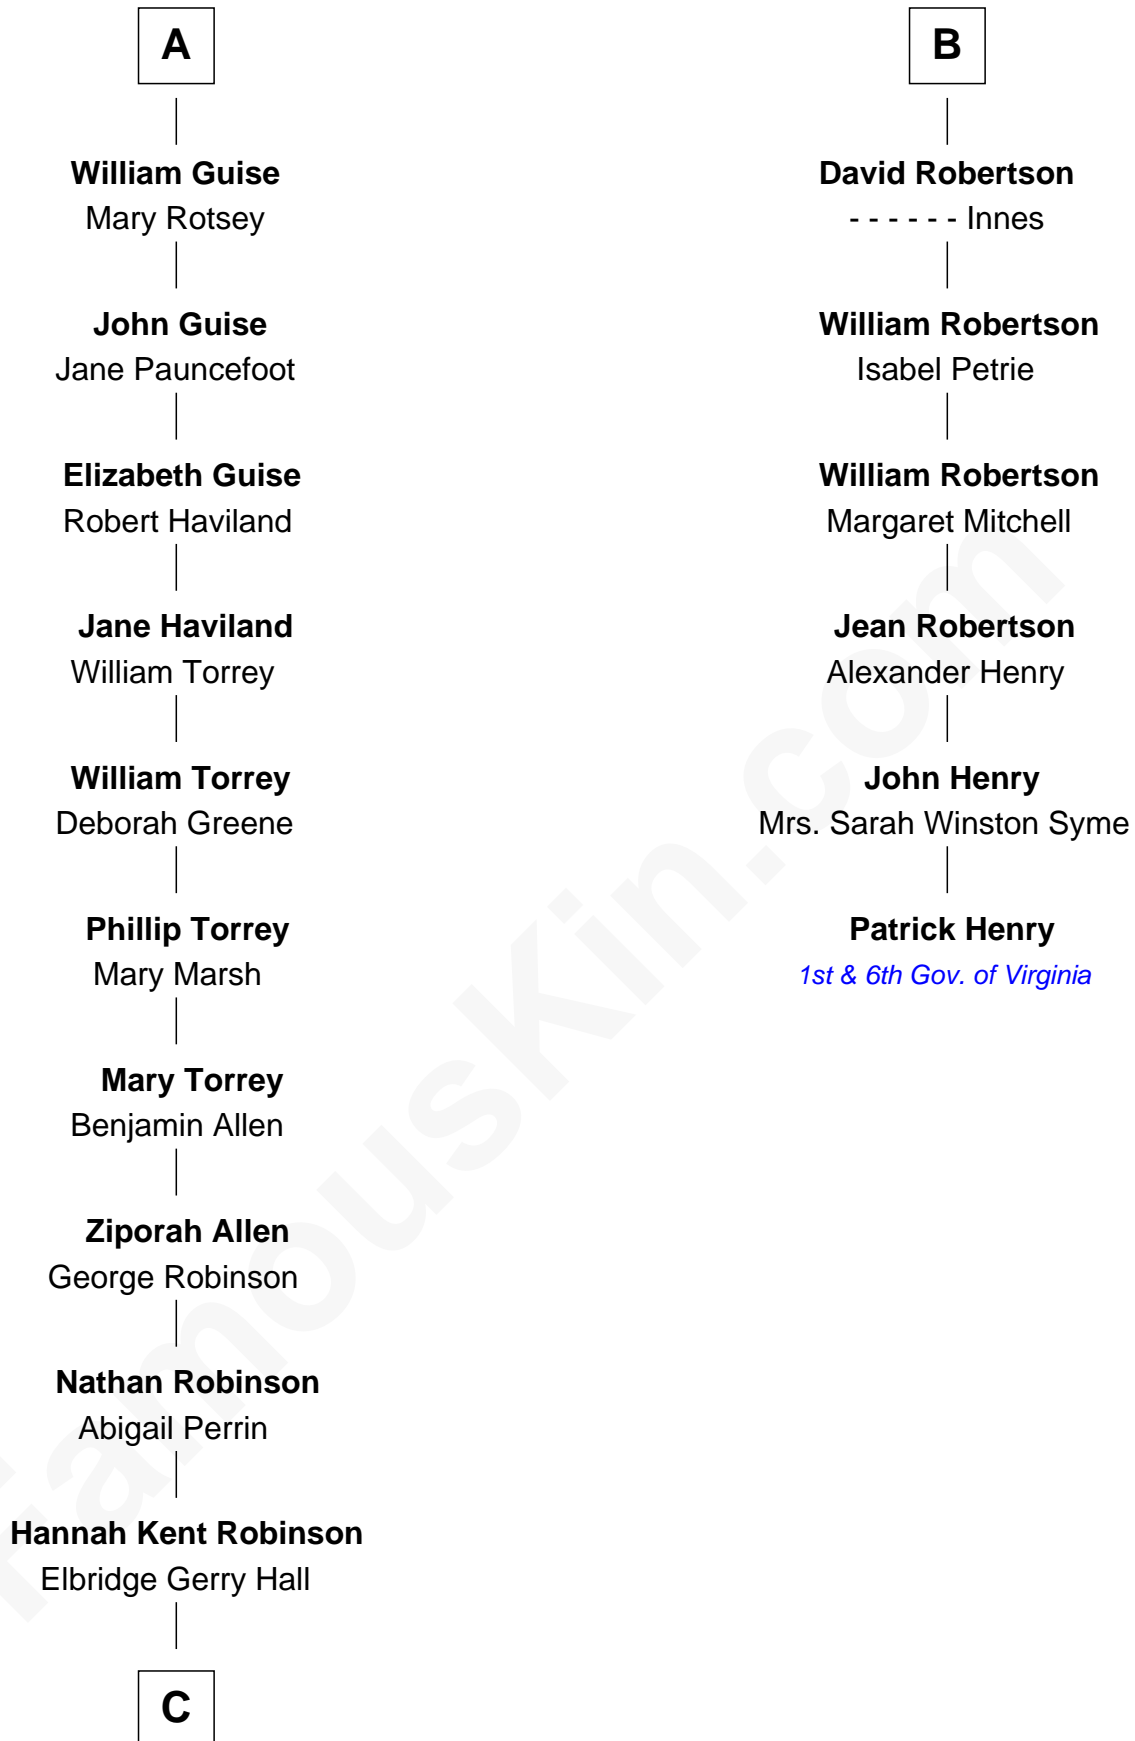 A
William Guise
Mary Rotsey
John Guise
Jane Pauncefoot
Elizabeth Guise
Robert Haviland
Jane Haviland
William Torrey
William Torrey
Deborah Greene
Phillip Torrey
Mary Marsh
Mary Torrey
Benjamin Allen
Ziporah Allen
George Robinson
Nathan Robinson
Abigail Perrin
Hannah Kent Robinson
Elbridge Gerry Hall
C
B
David Robertson
- - - - - - Innes
William Robertson
Isabel Petrie
William Robertson
Margaret Mitchell
Jean Robertson
Alexander Henry
John Henry
Mrs. Sarah Winston Syme
Patrick Henry
1st & 6th Gov. of Virginia
FamousKin.com